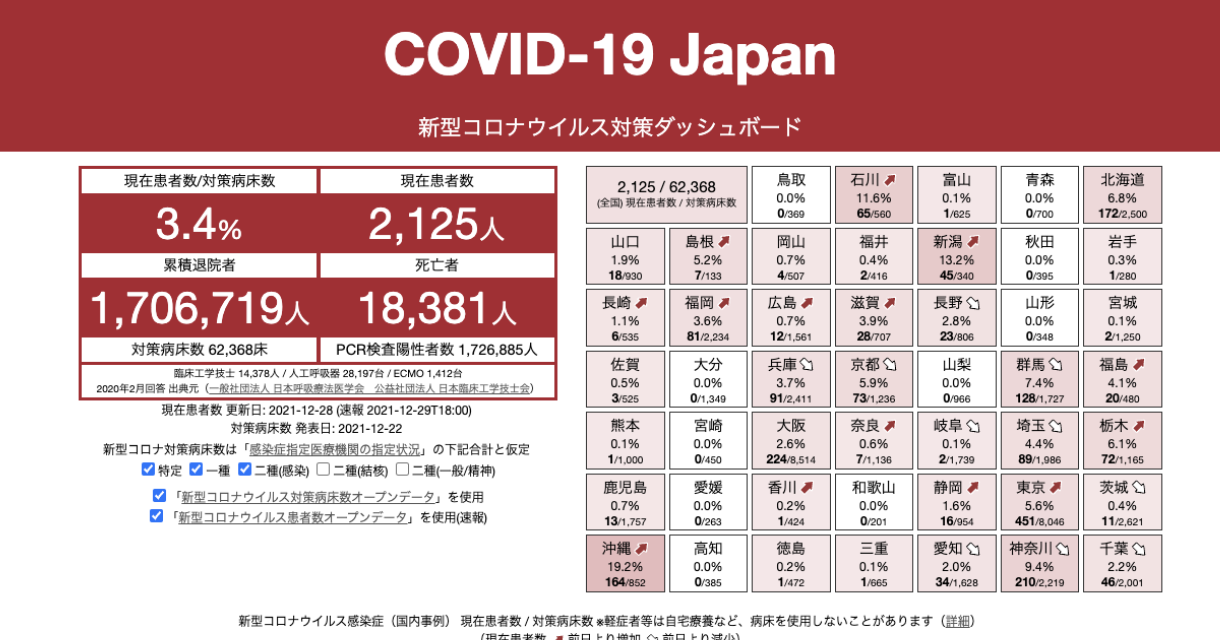 COVID-19 Japan
新型コロナウイルス対策ダッシュボード
現在患者数/対策病床数
現在患者数
3.4%
2,125人
累積退院者
死亡者
1,706,719人
18,381人
対策病床数 62,368床
PCR検査陽性者数 1,726,885人
臨床工学技士 14,378人 / 人工呼吸器 28,197台 / ECMO 1,412台
2020年2月回答 出典元（一般社団法人 日本呼吸療法医学会　公益社団法人 日本臨床工学技士会）
現在患者数 更新日: 2021-12-28 (速報 2021-12-29T18:00)
対策病床数 発表日: 2021-12-22
新型コロナ対策病床数は「感染症指定医療機関の指定状況」の下記合計と仮定
特定 一種 二種(感染) 二種(結核) 二種(一般/精神)
「新型コロナウイルス対策病床数オープンデータ」を使用
「新型コロナウイルス患者数オープンデータ」を使用(速報)
2,125 / 62,368
(全国) 現在患者数 / 対策病床数
鳥取
0.0%
0/369
石川
11.6%
65/560
富山
0.1%
1/625
青森
0.0%
0/700
北海道
6.8%
172/2,500
山口
1.9%
18/930
島根
5.2%
7/133
岡山
0.7%
4/507
福井
0.4%
2/416
新潟
13.2%
45/340
秋田
0.0%
0/395
岩手
0.3%
1/280
長崎
1.1%
6/535
福岡
3.6%
81/2,234
広島
0.7%
12/1,561
滋賀
3.9%
28/707
長野
2.8%
23/806
山形
0.0%
0/348
宮城
0.1%
2/1,250
佐賀
0.5%
3/525
大分
0.0%
0/1,349
兵庫
3.7%
91/2,411
京都
5.9%
73/1,236
山梨
0.0%
0/966
群馬
7.4%
128/1,727
福島
4.1%
20/480
熊本
0.1%
1/1,000
宮崎
0.0%
0/450
大阪
2.6%
224/8,514
奈良
0.6%
7/1,136
岐阜
0.1%
2/1,739
埼玉
4.4%
89/1,986
栃木
6.1%
72/1,165
鹿児島
0.7%
13/1,757
愛媛
0.0%
0/263
香川
0.2%
1/424
和歌山
0.0%
0/201
静岡
1.6%
16/954
東京
5.6%
451/8,046
茨城
0.4%
11/2,621
沖縄
19.2%
164/852
高知
0.0%
0/385
徳島
0.2%
1/472
三重
0.1%
1/665
愛知
2.0%
34/1,628
神奈川
9.4%
210/2,219
千葉
2.2%
46/2,001
新型コロナウイルス感染症（国内事例） 現在患者数 / 対策病床数 ※軽症者等は自宅療養など、病床を使用しないことがあります（詳細）
（現在患者数 前日より増加 前日より減少）